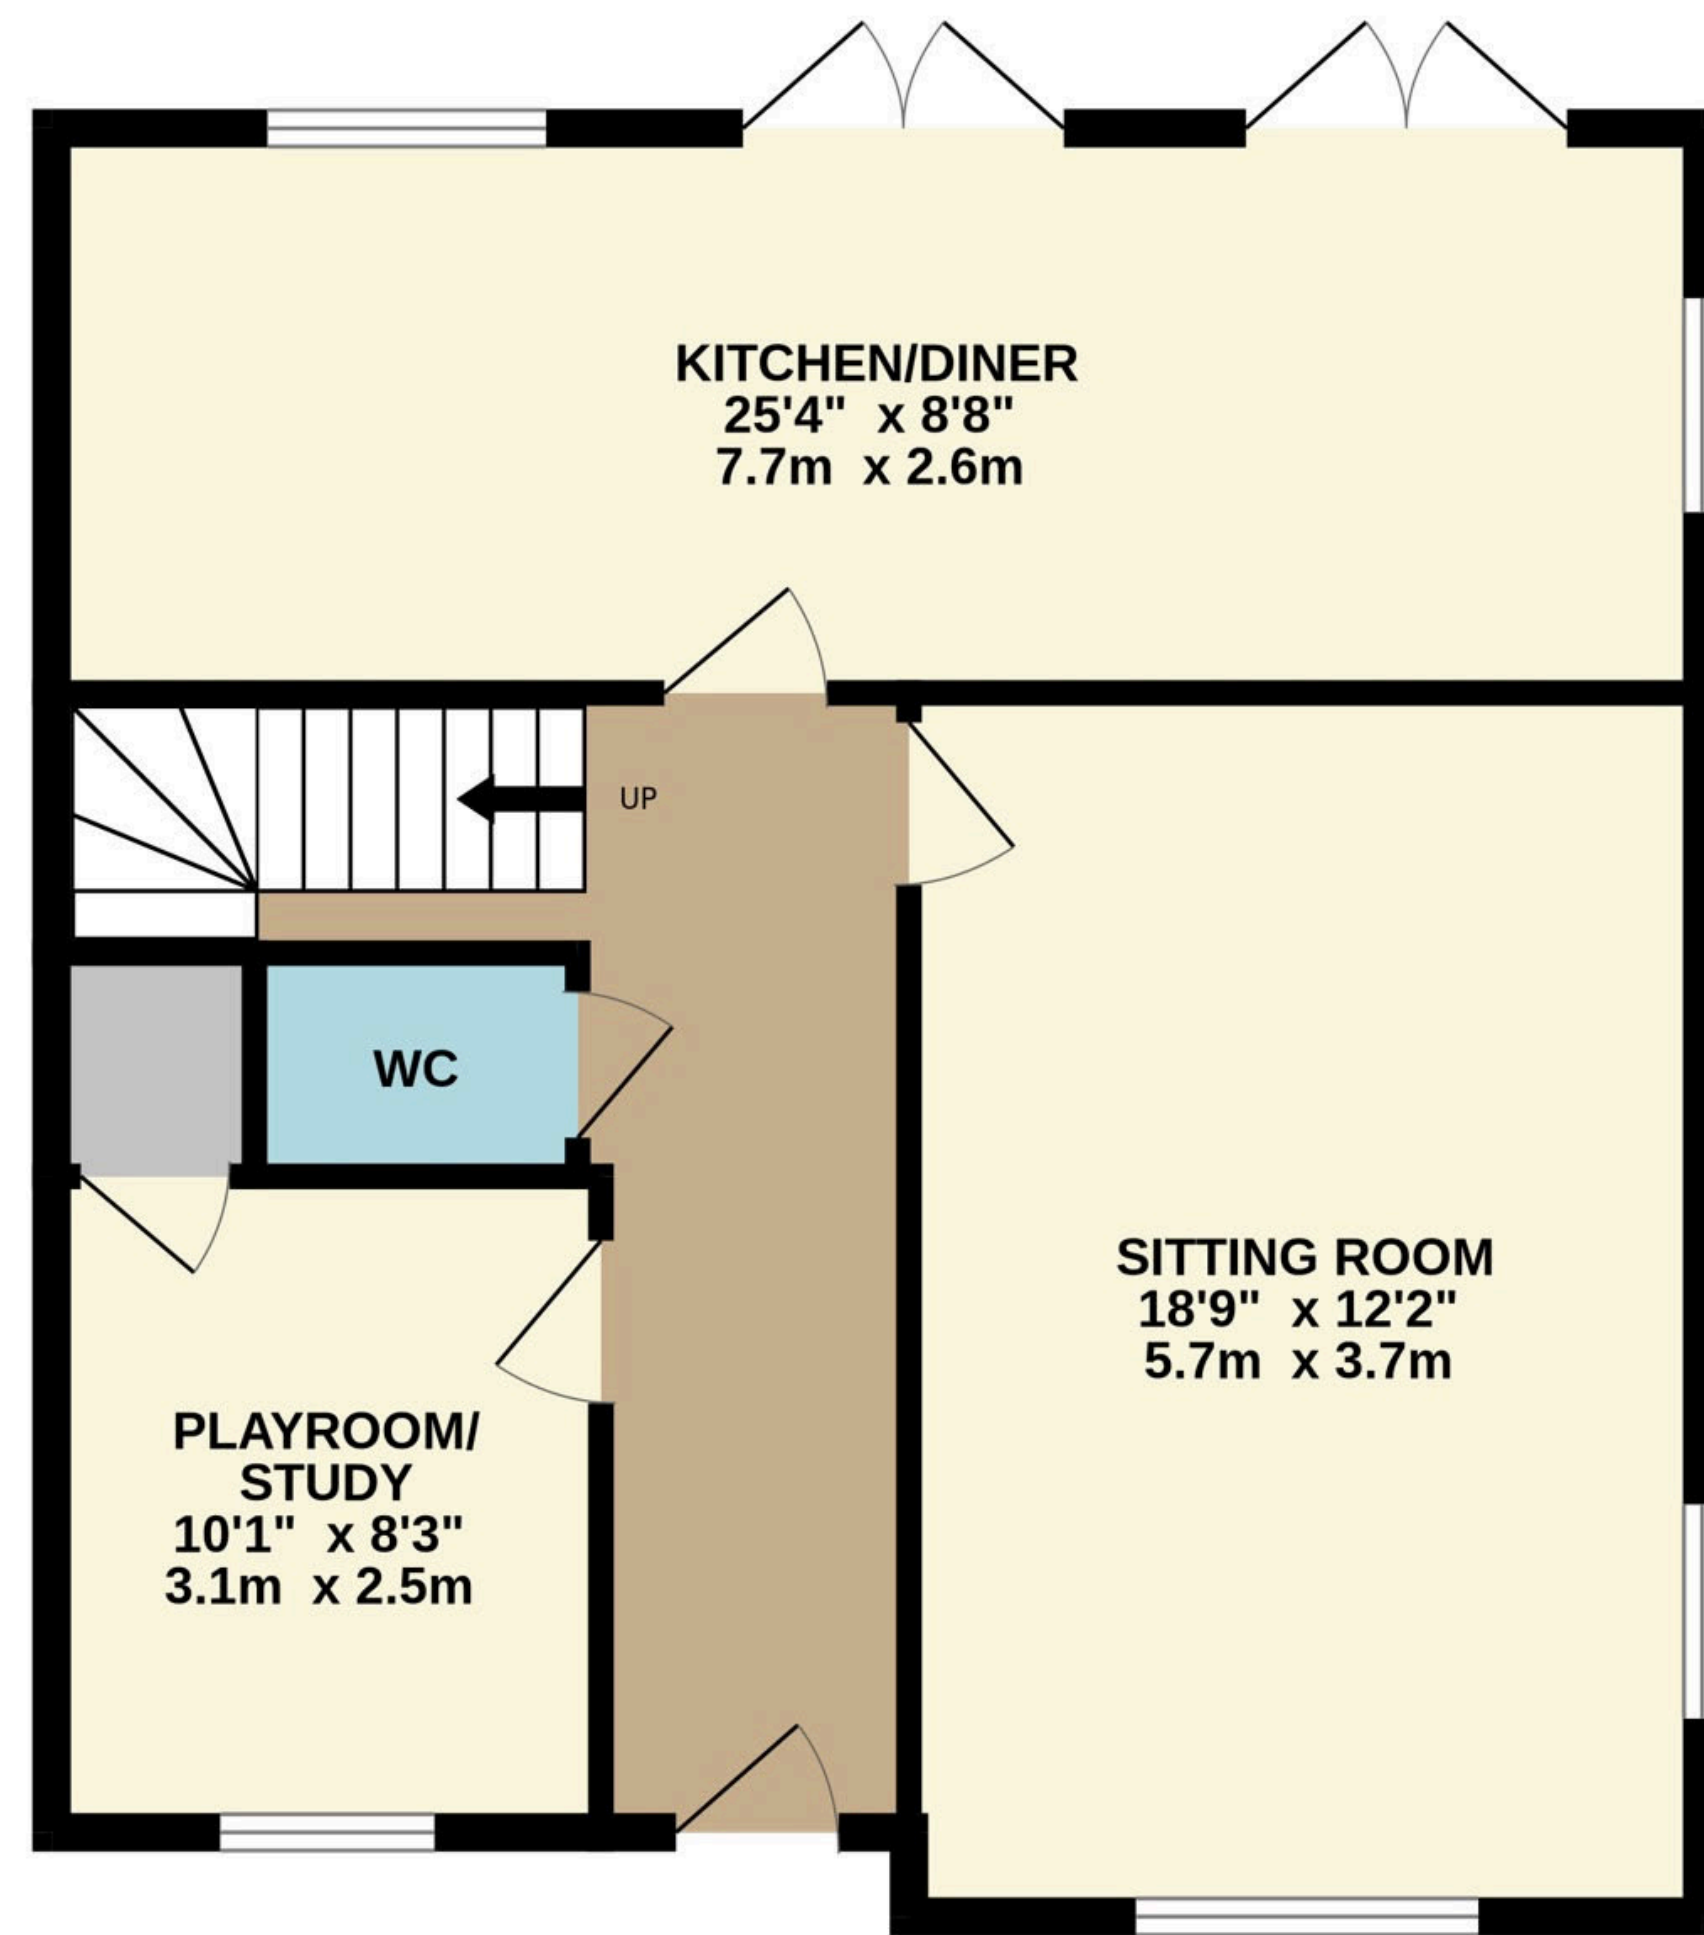 KITCHEN/DINER
25'4" x 8'8"
7.7m x 2.6m
UP
WC
SITTING ROOM
18'9" x 12'2"
5.7m x 3.7m
PLAYROOM/
STUDY
10'1" x 8'3"
3.1m x 2.5m